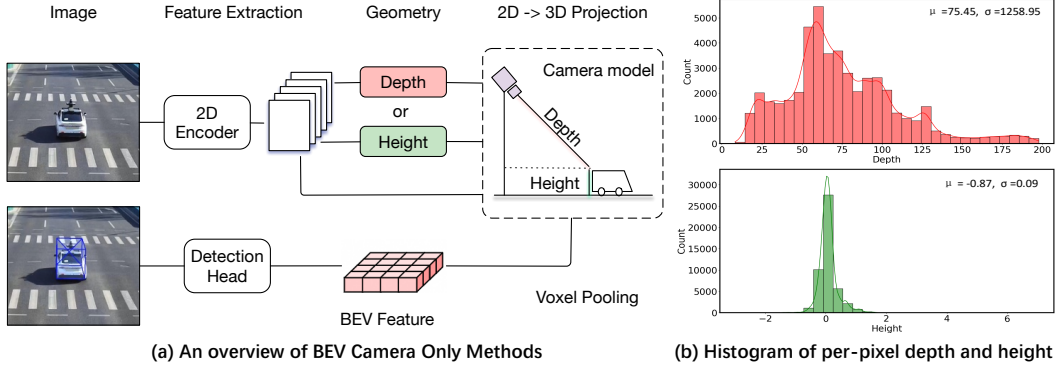 Image
Feature Extraction
Geometry
2D -> 3D Projection
2D
Encoder
Depth
or
Height
Camera model
Depth
Height
Detection
Head
BEV Feature
Voxel Pooling
(a) An overview of BEV Camera Only Methods
μ =75.45, σ =1258.95
Count
5000
4000
3000
2000
1000
0
25 50 75 100 125 150 175 200
Depth
μ = -0.87, σ =0.09
Count
30000
25000
20000
15000
10000
5000
0
−2 0 2 4 6
Height
(b) Histogram of per-pixel depth and height